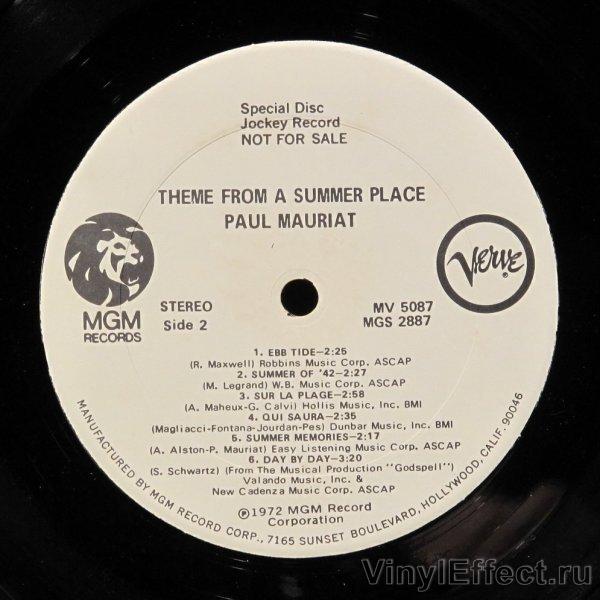 Special Disc
Jockey Record
NOT FOR SALE
THEME FROM A SUMMER PLACE
PAUL MAURIAT
MGM
RECORDS
STEREO
Side 2
MV 5087
MGS 2887
Verve
1. EBB TIDE—2:25
(R. Maxwell) Robbins Music Corp. ASCAP
2. SUMMER OF '42—2:27
(M. Legrand) W.B. Music Corp. ASCAP
3. SUR LA PLAGE—2:58
(A. Maheux-G. Calvi) Hollis Music, Inc. BMI
4. QUI SAURA—2:35
(Magliacci-Fontana-Jourdan-Pes) Dunbar Music, Inc. BMI
5. SUMMER MEMORIES—2:17
(A. Alston-P. Mauriat) Easy Listening Music Corp. ASCAP
6. DAY BY DAY—3:20
(S. Schwartz) (From The Musical Production "Godspell")
Valando Music, Inc. &
New Cadenza Music Corp. ASCAP
℗1972 MGM Record
Corporation
MANUFACTURED BY MGM RECORD CORP., 7165 SUNSET BOULEVARD, HOLLYWOOD, CALIF. 90046
VinylEffect.ru